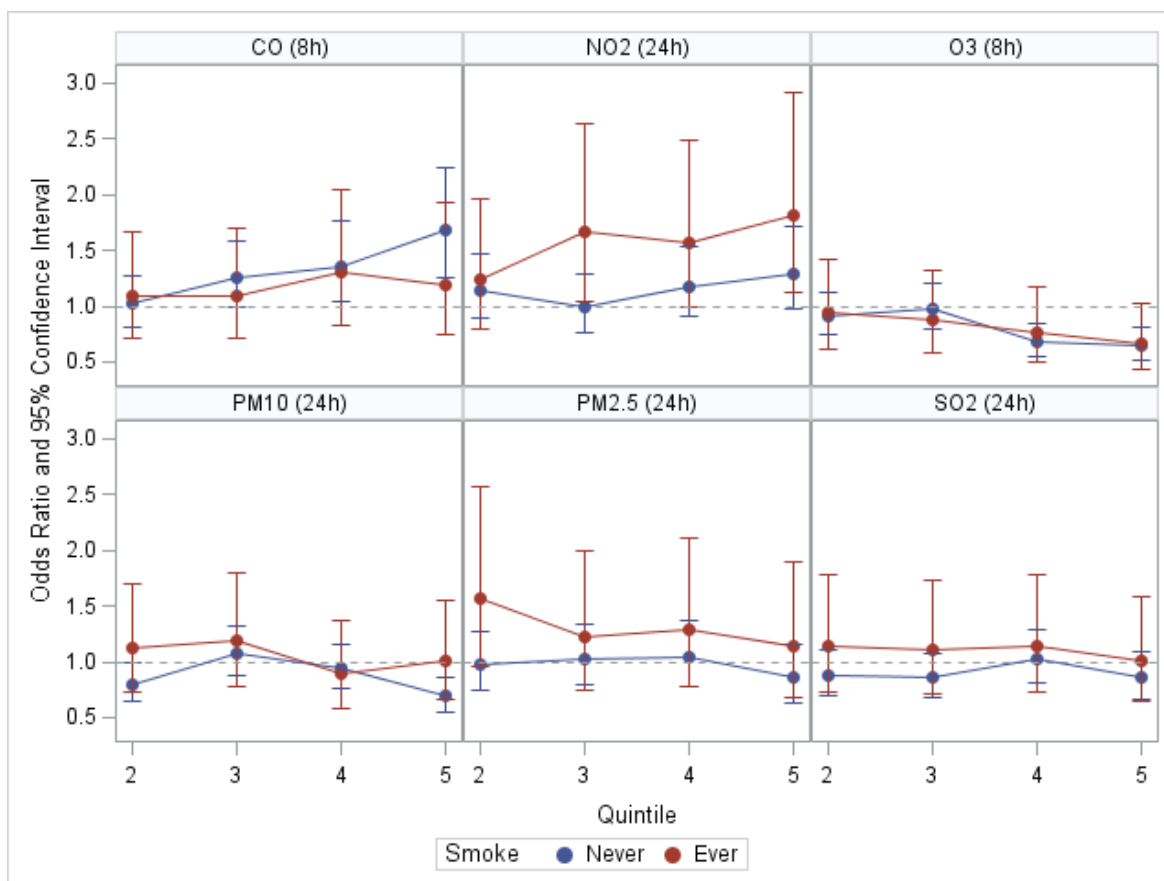 CO (8h) NO2 (24h) O3 (8h)
3.0
2.5
2.0
1.5
1.0
0.5
Odds Ratio and 95% Confidence Interval
PM10 (24h) PM2.5 (24h) SO2 (24h)
3.0
2.5
2.0
1.5
1.0
0.5
2 3 4 5 2 3 4 5 2 3 4 5
Quintile
Smoke Never Ever